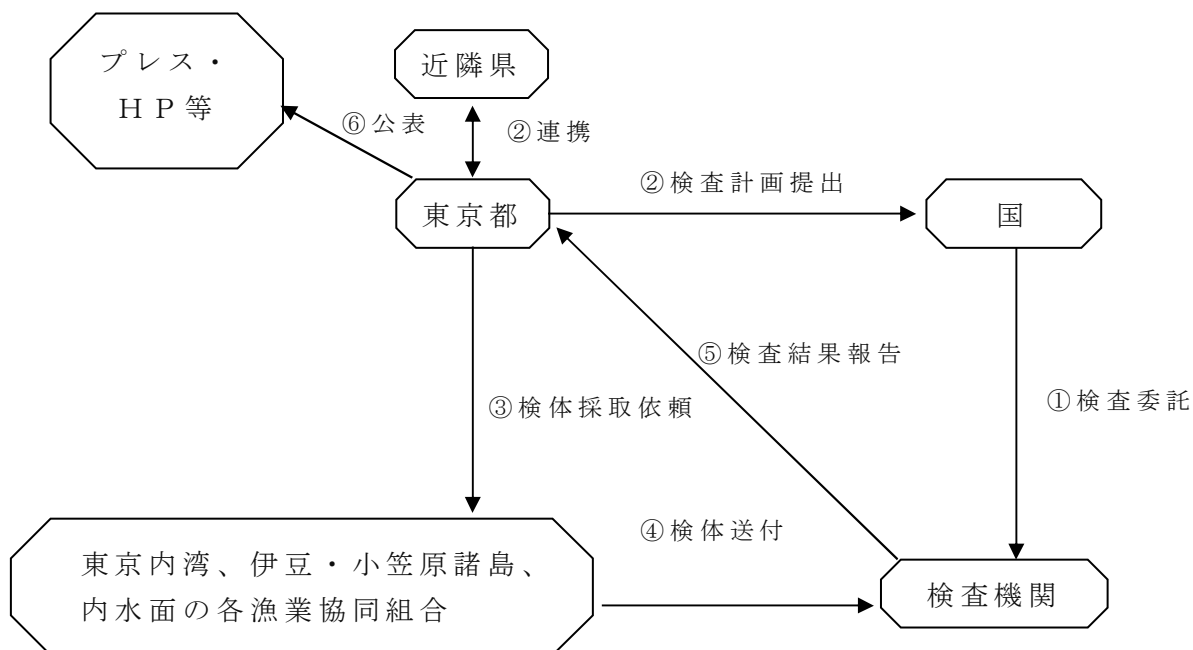 プレス・
ＨＰ等
近隣県
⑥公表
②連携
②検査計画提出
東京都
国
⑤検査結果報告
①検査委託
③検体採取依頼
④検体送付
東京内湾、伊豆・小笠原諸島、
内水面の各漁業協同組合
検査機関